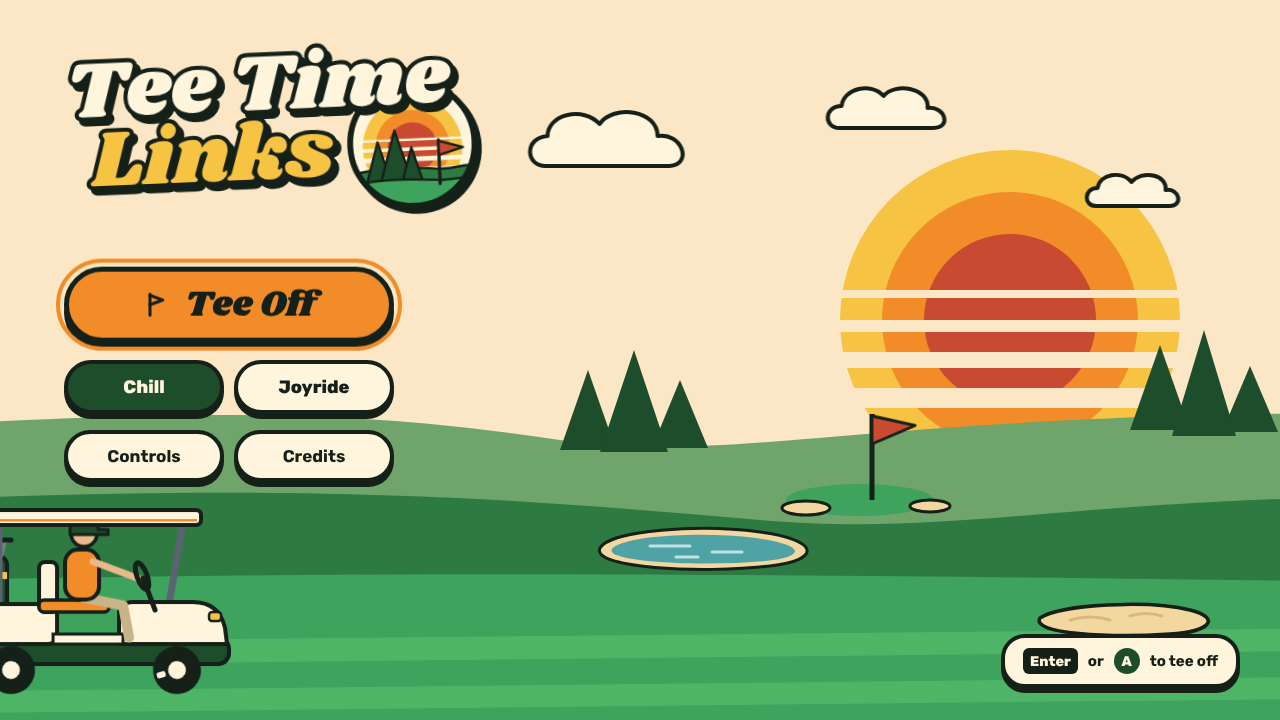 Tee Time
Links
Tee Off
Chill
Joyride
Controls
Credits
Enter or A to tee off